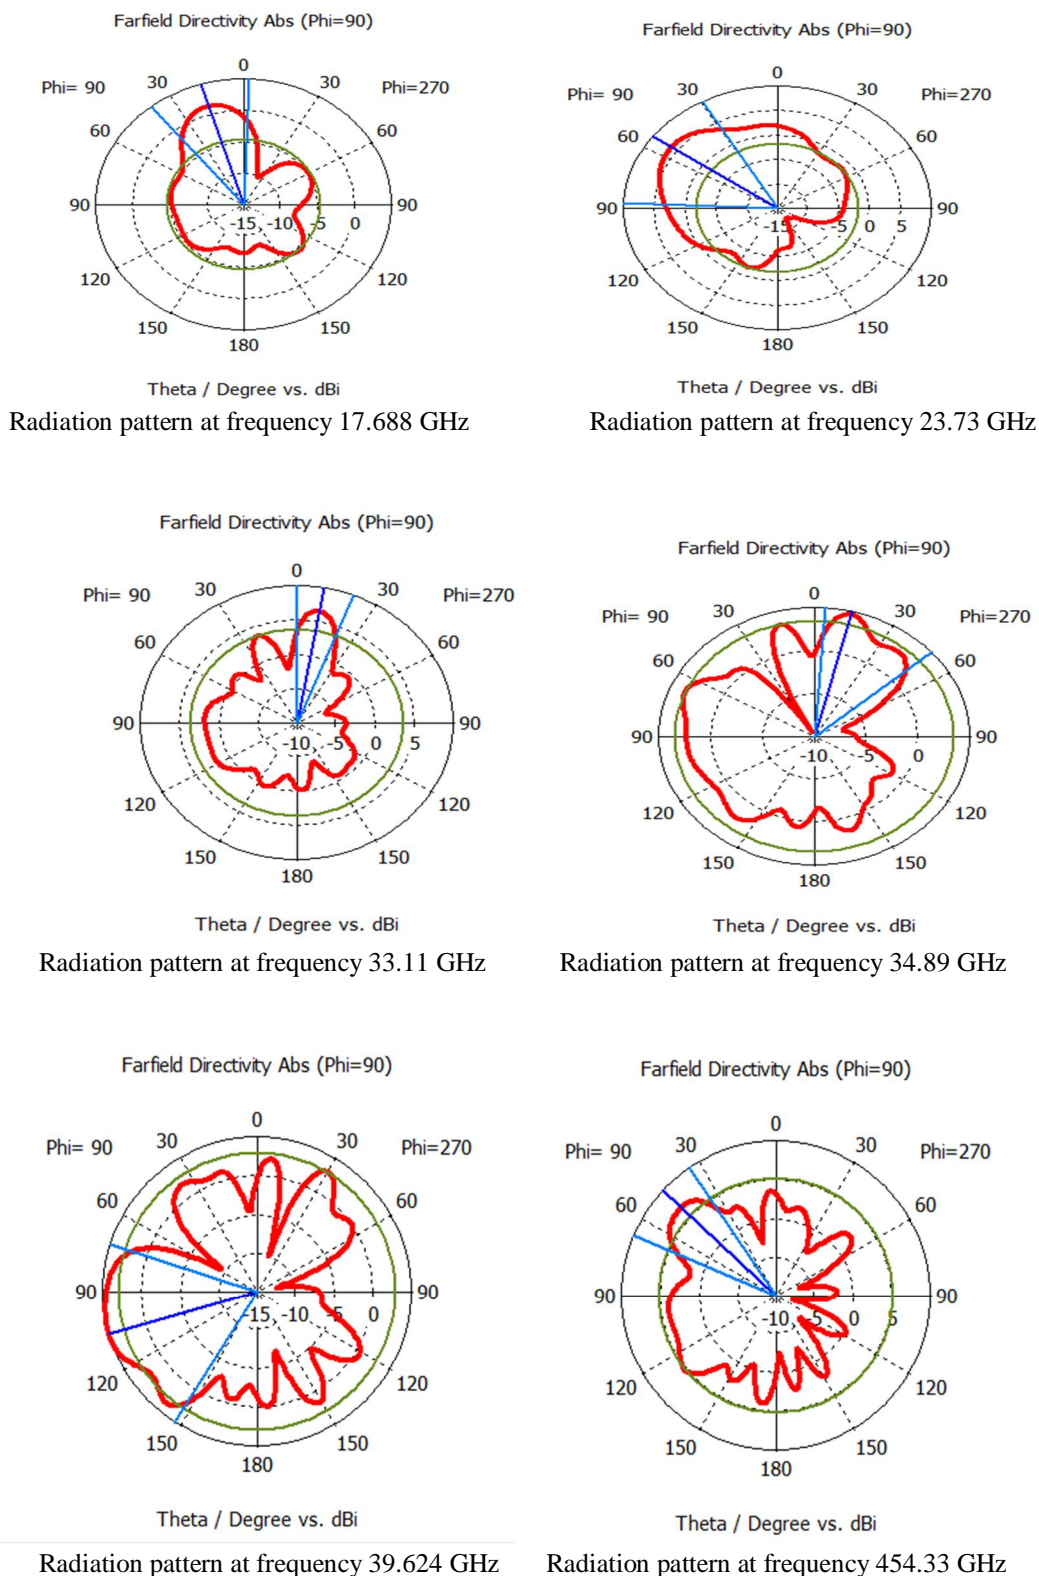 Farfield Directivity Abs (Phi=90)
0
30 30
Phi= 90 Phi=270
60 60
90 -15 -10 -5 0 90
120 120
150 150
180
Theta / Degree vs. dBi
Radiation pattern at frequency 17.688 GHz
Farfield Directivity Abs (Phi=90)
0
30 30
Phi= 90 Phi=270
60 60
90 -15 -5 0 5 90
120 120
150 150
180
Theta / Degree vs. dBi
Radiation pattern at frequency 23.73 GHz
Farfield Directivity Abs (Phi=90)
0
30 30
Phi= 90 Phi=270
60 60
90 -10 -5 0 5 90
120 120
150 150
180
Theta / Degree vs. dBi
Radiation pattern at frequency 33.11 GHz
Farfield Directivity Abs (Phi=90)
0
30 30
Phi= 90 Phi=270
60 60
90 -10 -5 0 90
120 120
150 150
180
Theta / Degree vs. dBi
Radiation pattern at frequency 34.89 GHz
Farfield Directivity Abs (Phi=90)
0
30 30
Phi= 90 Phi=270
60 60
90 15 -10 -5 0 90
120 120
150 150
180
Theta / Degree vs. dBi
Radiation pattern at frequency 39.624 GHz
Farfield Directivity Abs (Phi=90)
0
30 30
Phi= 90 Phi=270
60 60
90 -10 -5 0 5 90
120 120
150 150
180
Theta / Degree vs. dBi
Radiation pattern at frequency 454.33 GHz